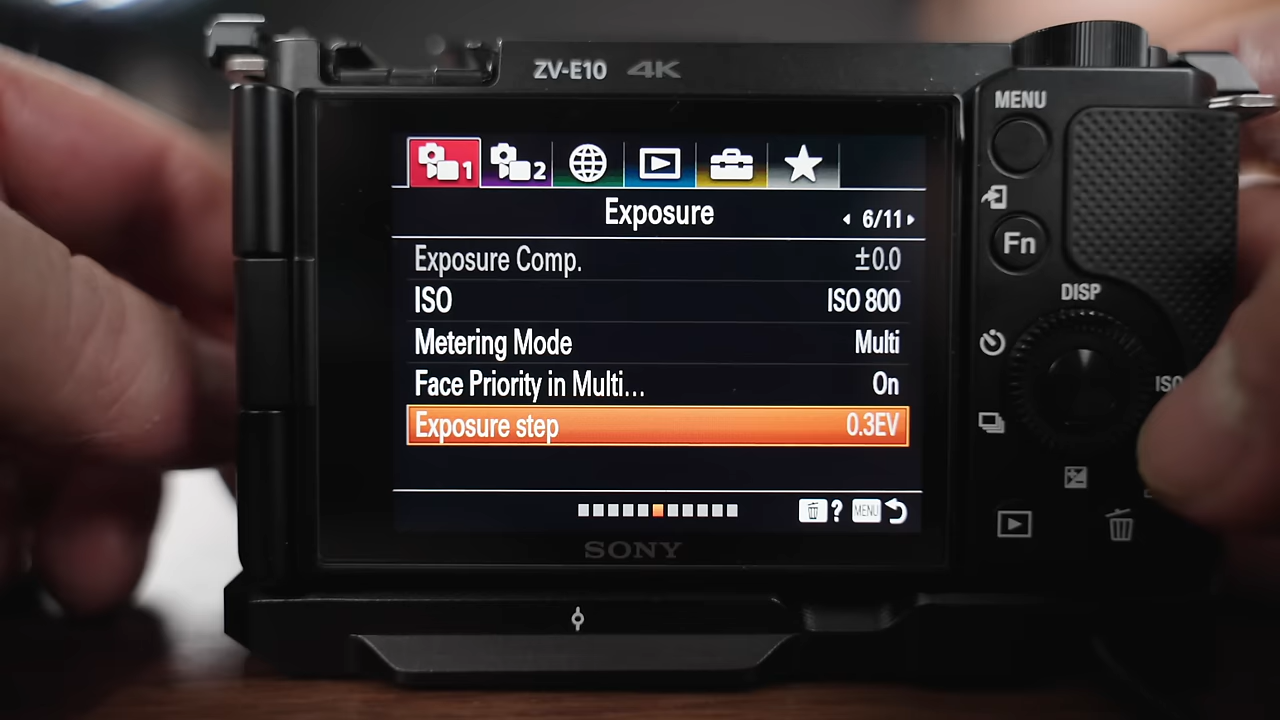 ZV-E10 4K
MENU
1 2
Exposure 6/11
Exposure Comp. ±0.0
ISO ISO 800
Metering Mode Multi
Face Priority in Multi... On
Exposure step 0.3EV
? MENU
SONY
Fn
DISP
ISO